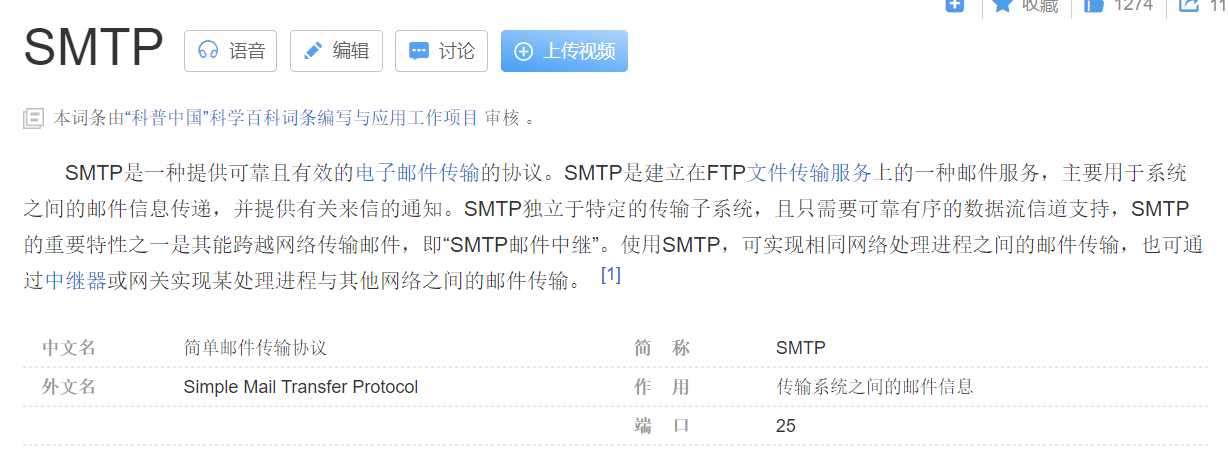 收藏 1274 11
SMTP 语音 编辑 讨论 上传视频
本词条由“科普中国”科学百科词条编写与应用工作项目 审核 。
SMTP是一种提供可靠且有效的电子邮件传输的协议。SMTP是建立在FTP文件传输服务上的一种邮件服务，主要用于系统
之间的邮件信息传递，并提供有关来信的通知。SMTP独立于特定的传输子系统，且只需要可靠有序的数据流信道支持，SMTP
的重要特性之一是其能跨越网络传输邮件，即“SMTP邮件中继”。使用SMTP，可实现相同网络处理进程之间的邮件传输，也可通
过中继器或网关实现某处理进程与其他网络之间的邮件传输。 [1]
中文名 简单邮件传输协议 简 称 SMTP
外文名 Simple Mail Transfer Protocol 作 用 传输系统之间的邮件信息
端 口 25